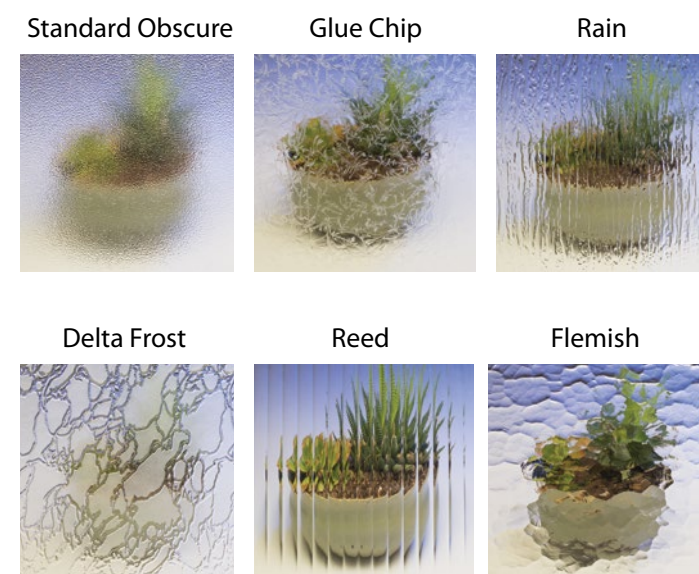 Standard Obscure
Glue Chip
Rain
Delta Frost
Reed
Flemish